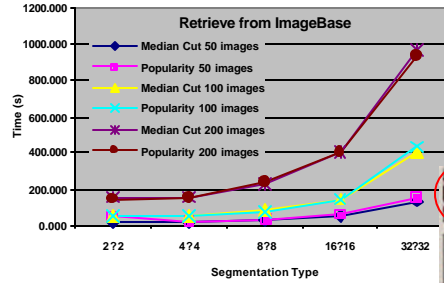 Retrieve from ImageBase
1200.000
1000.000
800.000
600.000
400.000
200.000
0.000
Time (s)
Median Cut 50 images
Popularity 50 images
Median Cut 100 images
Popularity 100 images
Median Cut 200 images
Popularity 200 images
2?2 4?4 8?8 16?16 32?32
Segmentation Type